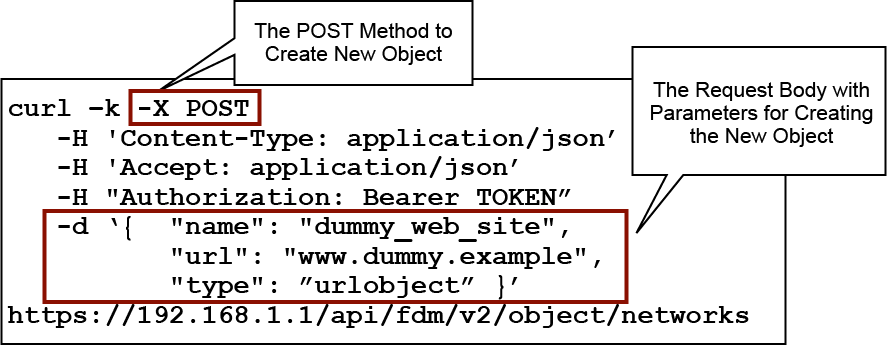 The POST Method to
Create New Object
The Request Body with
Parameters for Creating
the New Object
curl –k –X POST
-H 'Content-Type: application/json’
-H 'Accept: application/json’
-H "Authorization: Bearer TOKEN”
-d ‘{ "name": "dummy_web_site",
"url": "www.dummy.example",
"type": ”urlobject” }’
https://192.168.1.1/api/fdm/v2/object/networks